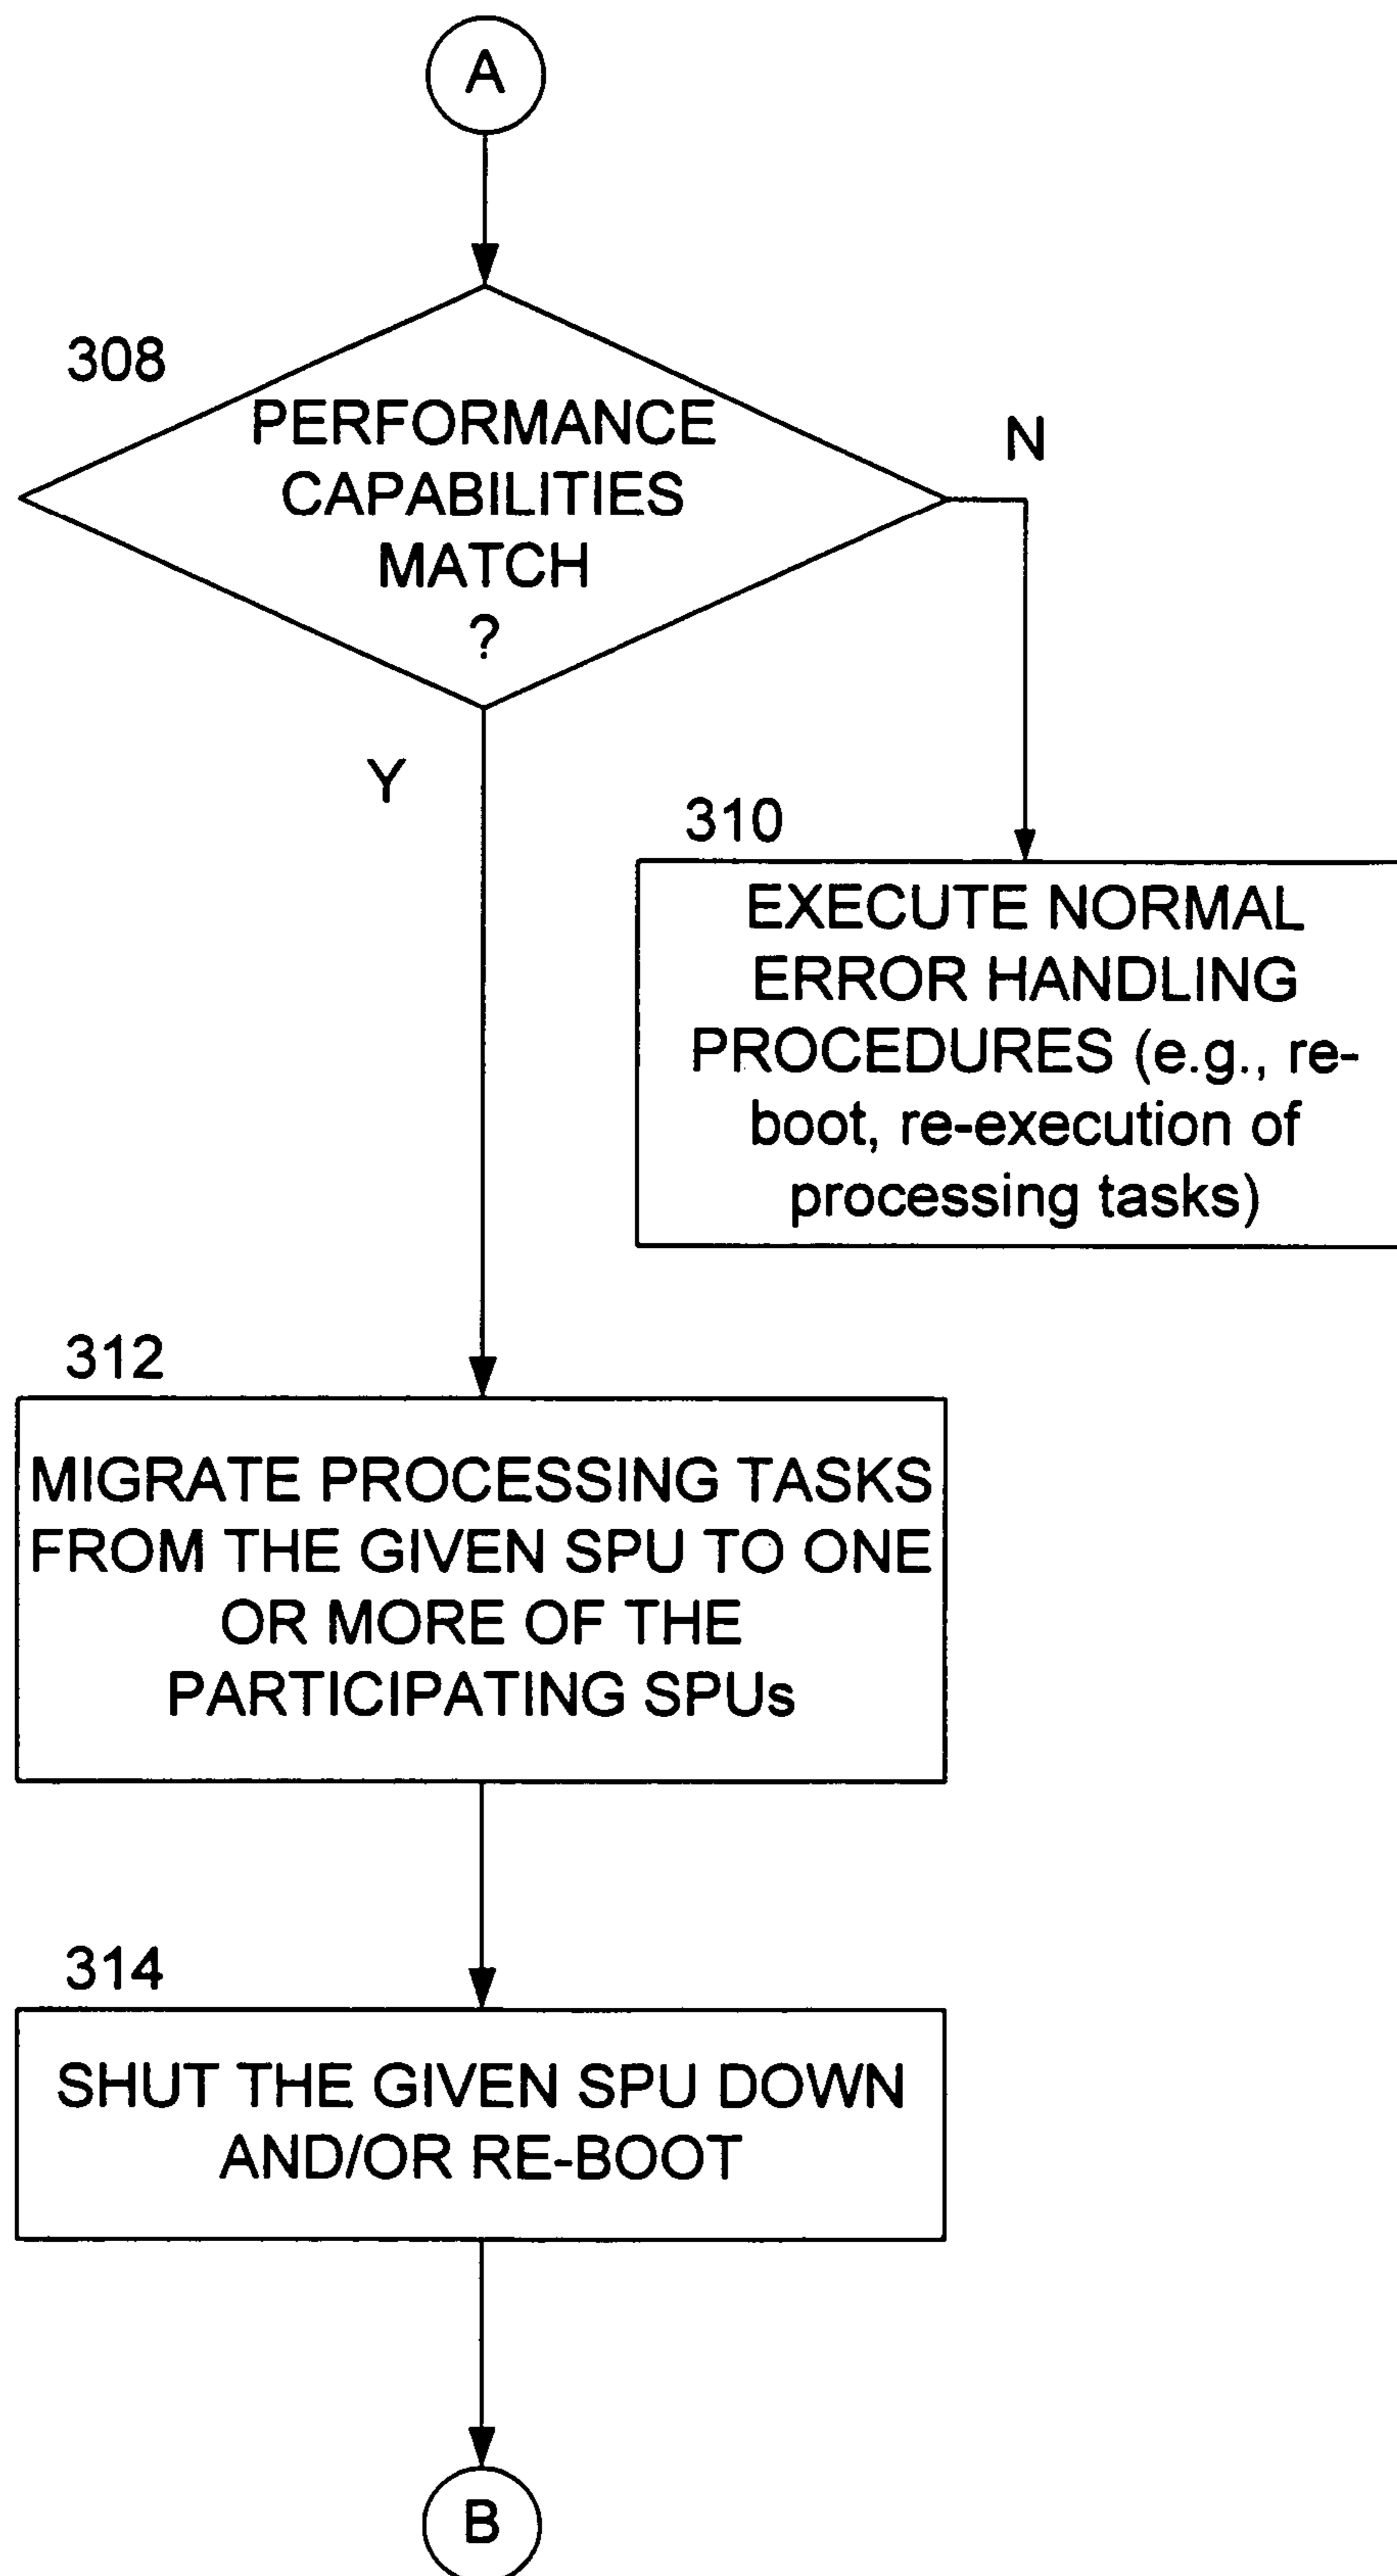 A
308
PERFORMANCE
CAPABILITIES
MATCH
?
N
Y
310
EXECUTE NORMAL
ERROR HANDLING
PROCEDURES (e.g., re-
boot, re-execution of
processing tasks)
312
MIGRATE PROCESSING TASKS
FROM THE GIVEN SPU TO ONE
OR MORE OF THE
PARTICIPATING SPUs
314
SHUT THE GIVEN SPU DOWN
AND/OR RE-BOOT
B